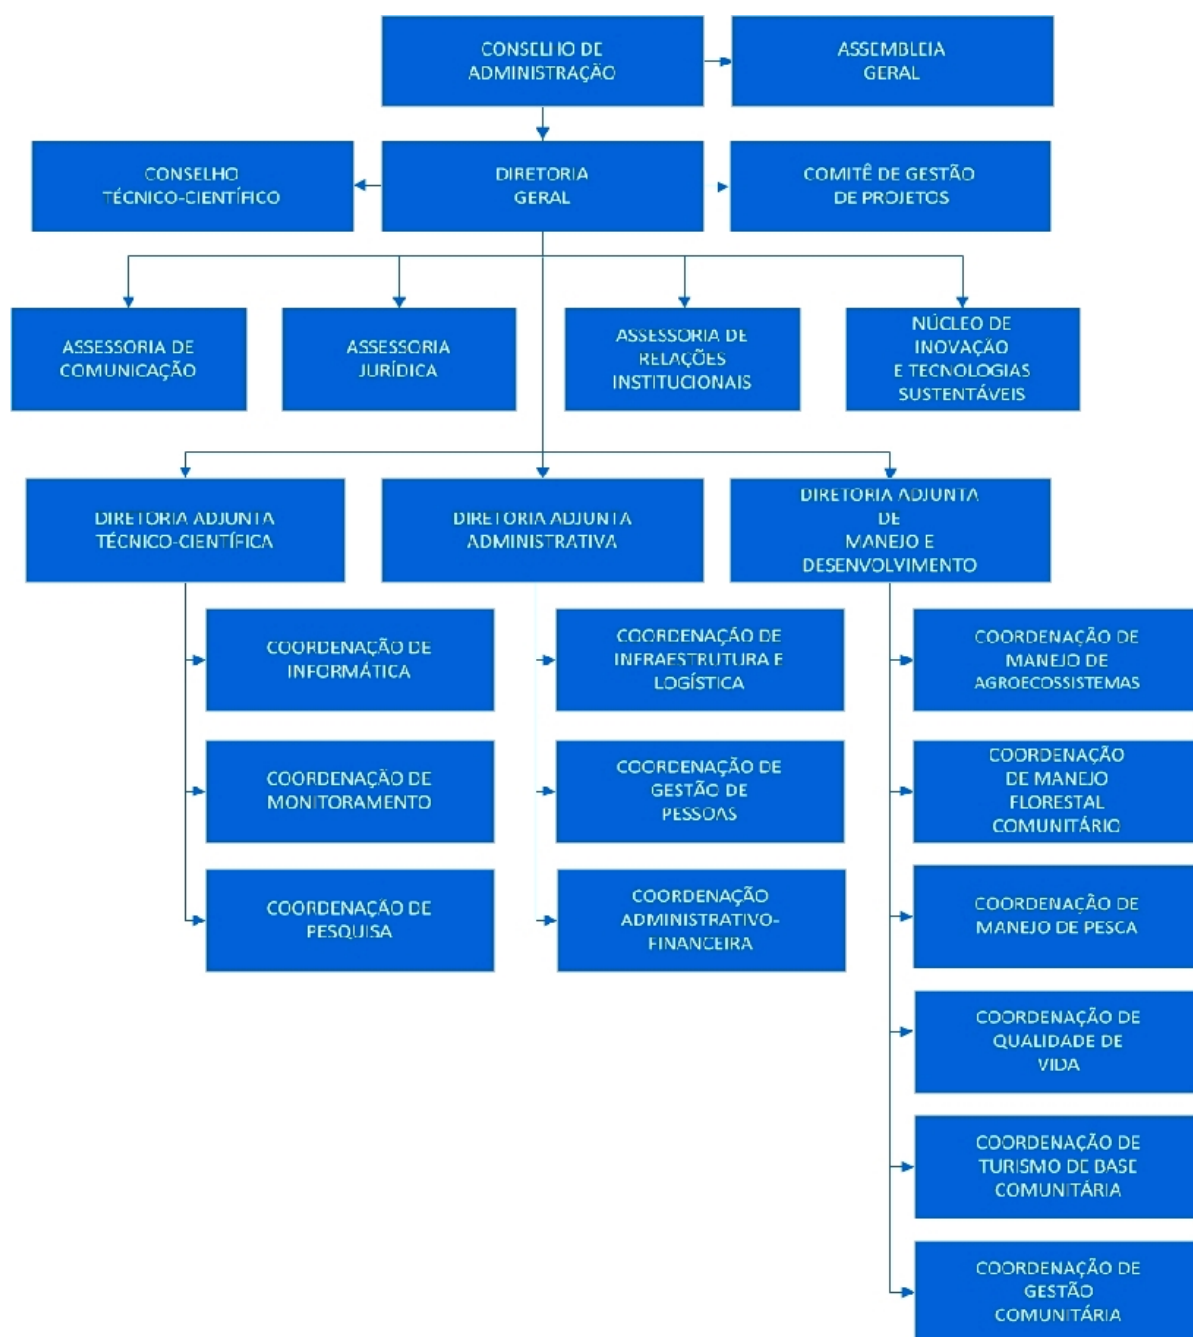 CONSELHO DE
ADMINISTRAÇÃO
ASSEMBLEIA
GERAL
CONSELHO
TÉCNICO-CIENTÍFICO
DIRETORIA
GERAL
COMITÊ DE GESTÃO
DE PROJETOS
ASSESSORIA DE
COMUNICAÇÃO
ASSESSORIA
JURÍDICA
ASSESSORIA DE
RELAÇÕES
INSTITUCIONAIS
NÚCLEO DE
INOVAÇÃO
E TECNOLOGIAS
SUSTENTÁVEIS
DIRETORIA ADJUNTA
TÉCNICO-CIENTÍFICA
DIRETORIA ADJUNTA
ADMINISTRATIVA
DIRETORIA ADJUNTA
DE
MANEJO E
DESENVOLVIMENTO
COORDENAÇÃO DE
INFORMÁTICA
COORDENAÇÃO DE
MONITORAMENTO
COORDENAÇÃO DE
PESQUISA
COORDENAÇÃO DE
INFRAESTRUTURA E
LOGÍSTICA
COORDENAÇÃO DE
GESTÃO DE
PESSOAS
COORDENAÇÃO
ADMINISTRATIVO-
FINANCEIRA
COORDENAÇÃO DE
MANEJO DE
AGROECOSSISTEMAS
COORDENAÇÃO
DE MANEJO
FLORESTAL
COMUNITÁRIO
COORDENAÇÃO DE
MANEJO DE PESCA
COORDENAÇÃO DE
QUALIDADE DE
VIDA
COORDENAÇÃO DE
TURISMO DE BASE
COMUNITÁRIA
COORDENAÇÃO DE
GESTÃO
COMUNITÁRIA